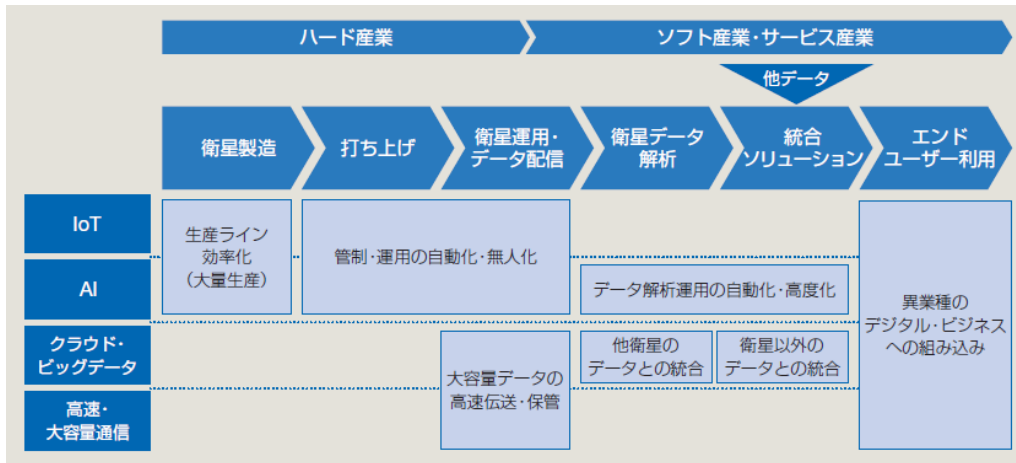 ハード産業
ソフト産業・サービス産業
他データ
衛星製造
打ち上げ
衛星運用・
データ配信
衛星データ
解析
統合
ソリューション
エンド
ユーザー利用
IoT
生産ライン
効率化
（大量生産）
管制・運用の自動化・無人化
AI
データ解析運用の自動化・高度化
異業種の
デジタル・ビジネス
への組み込み
クラウド・
ビッグデータ
他衛星の
データとの統合
衛星以外の
データとの統合
大容量データの
高速伝送・保管
高速・
大容量通信